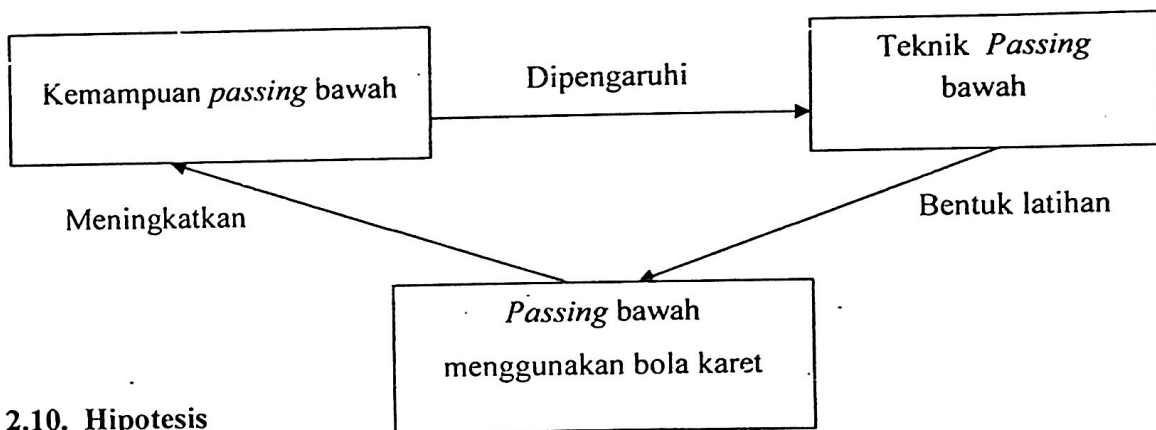 Kemampuan passing bawah
Dipengaruhi
Teknik Passing
bawah
Meningkatkan
Bentuk latihan
Passing bawah
menggunakan bola karet
2.10. Hipotesis